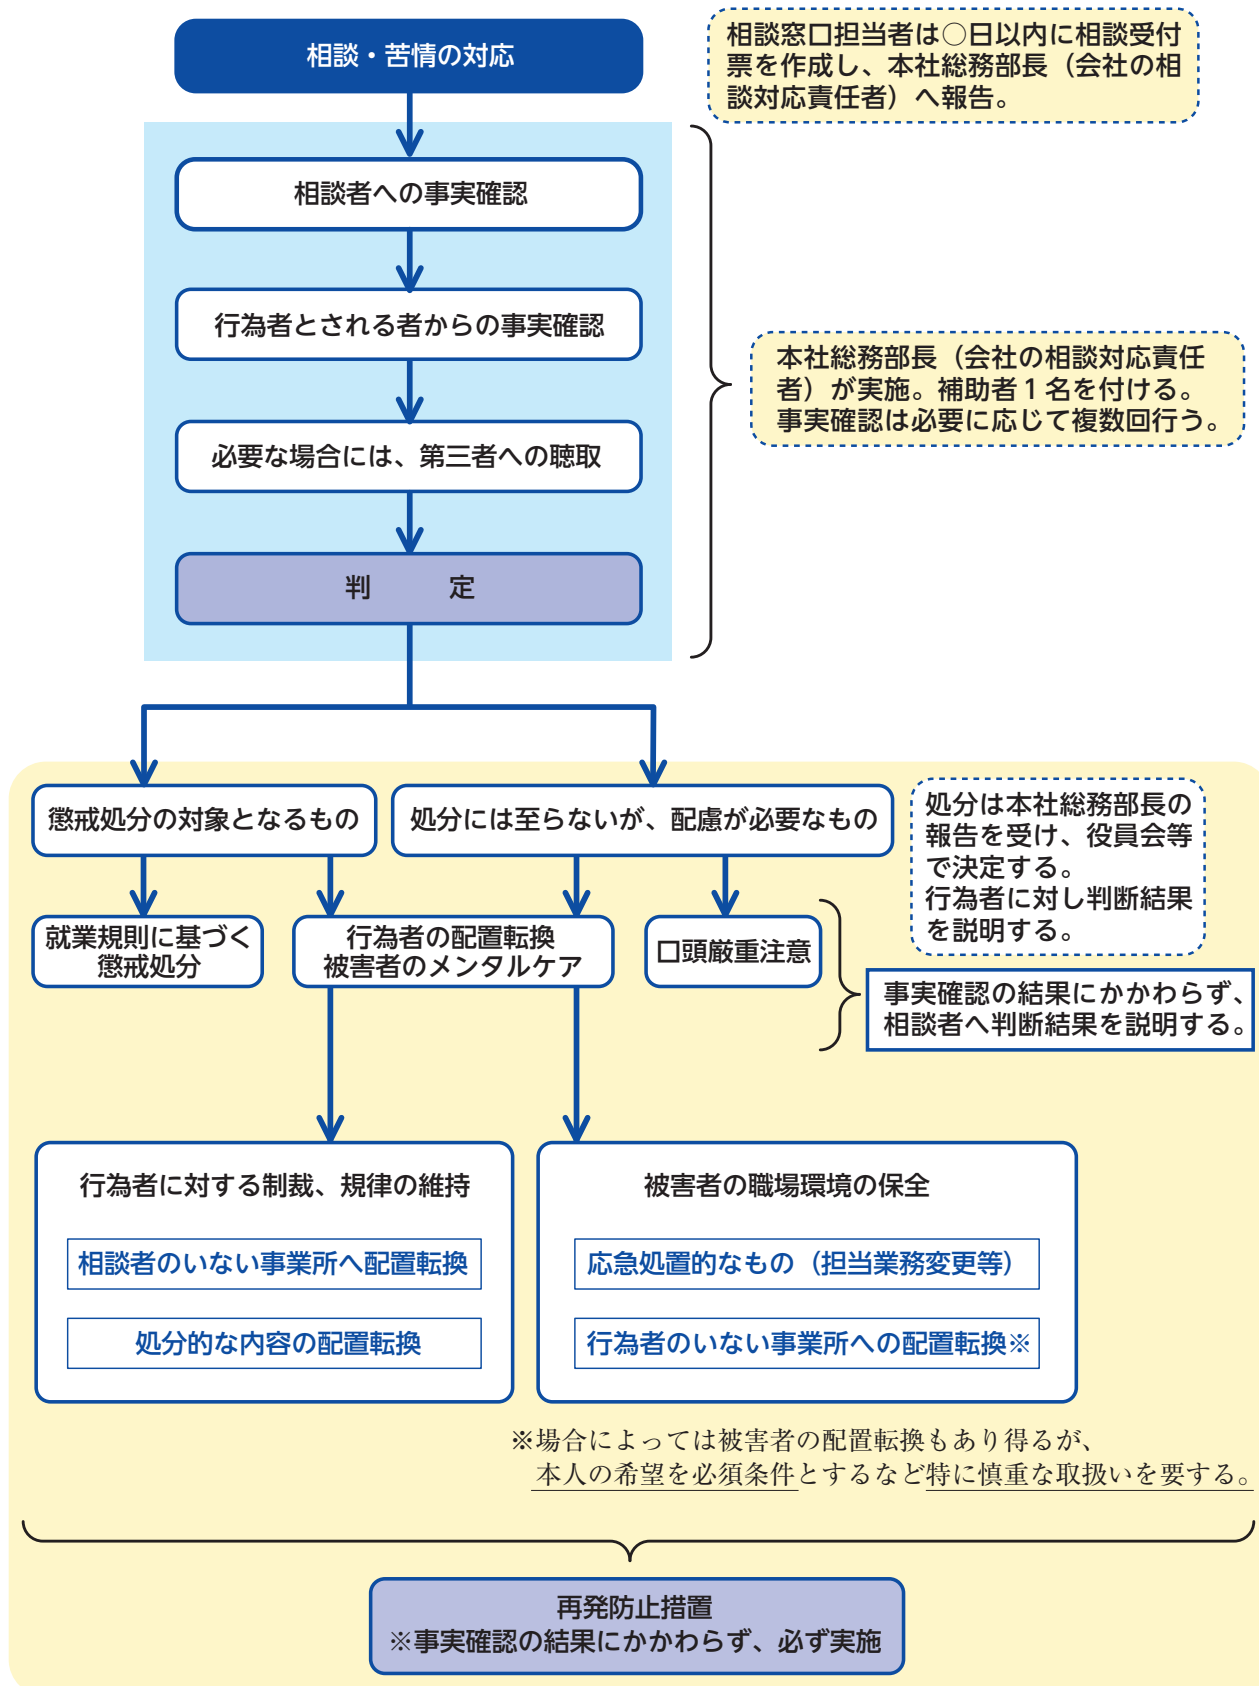 相談・苦情の対応
相談窓口担当者は○日以内に相談受付
票を作成し、本社総務部長（会社の相
談対応責任者）へ報告。
相談者への事実確認
行為者とされる者からの事実確認
必要な場合には、第三者への聴取
判　定
本社総務部長（会社の相談対応責任
者）が実施。補助者1名を付ける。
事実確認は必要に応じて複数回行う。
懲戒処分の対象となるもの
処分には至らないが、配慮が必要なもの
処分は本社総務部長の
報告を受け、役員会等
で決定する。
行為者に対し判断結果
を説明する。
就業規則に基づく
懲戒処分
行為者の配置転換
被害者のメンタルケア
口頭厳重注意
事実確認の結果にかかわらず、
相談者へ判断結果を説明する。
行為者に対する制裁、規律の維持
相談者のいない事業所へ配置転換
処分的な内容の配置転換
被害者の職場環境の保全
応急処置的なもの（担当業務変更等）
行為者のいない事業所への配置転換※
※場合によっては被害者の配置転換もあり得るが、
本人の希望を必須条件とするなど特に慎重な取扱いを要する。
再発防止措置
※事実確認の結果にかかわらず、必ず実施